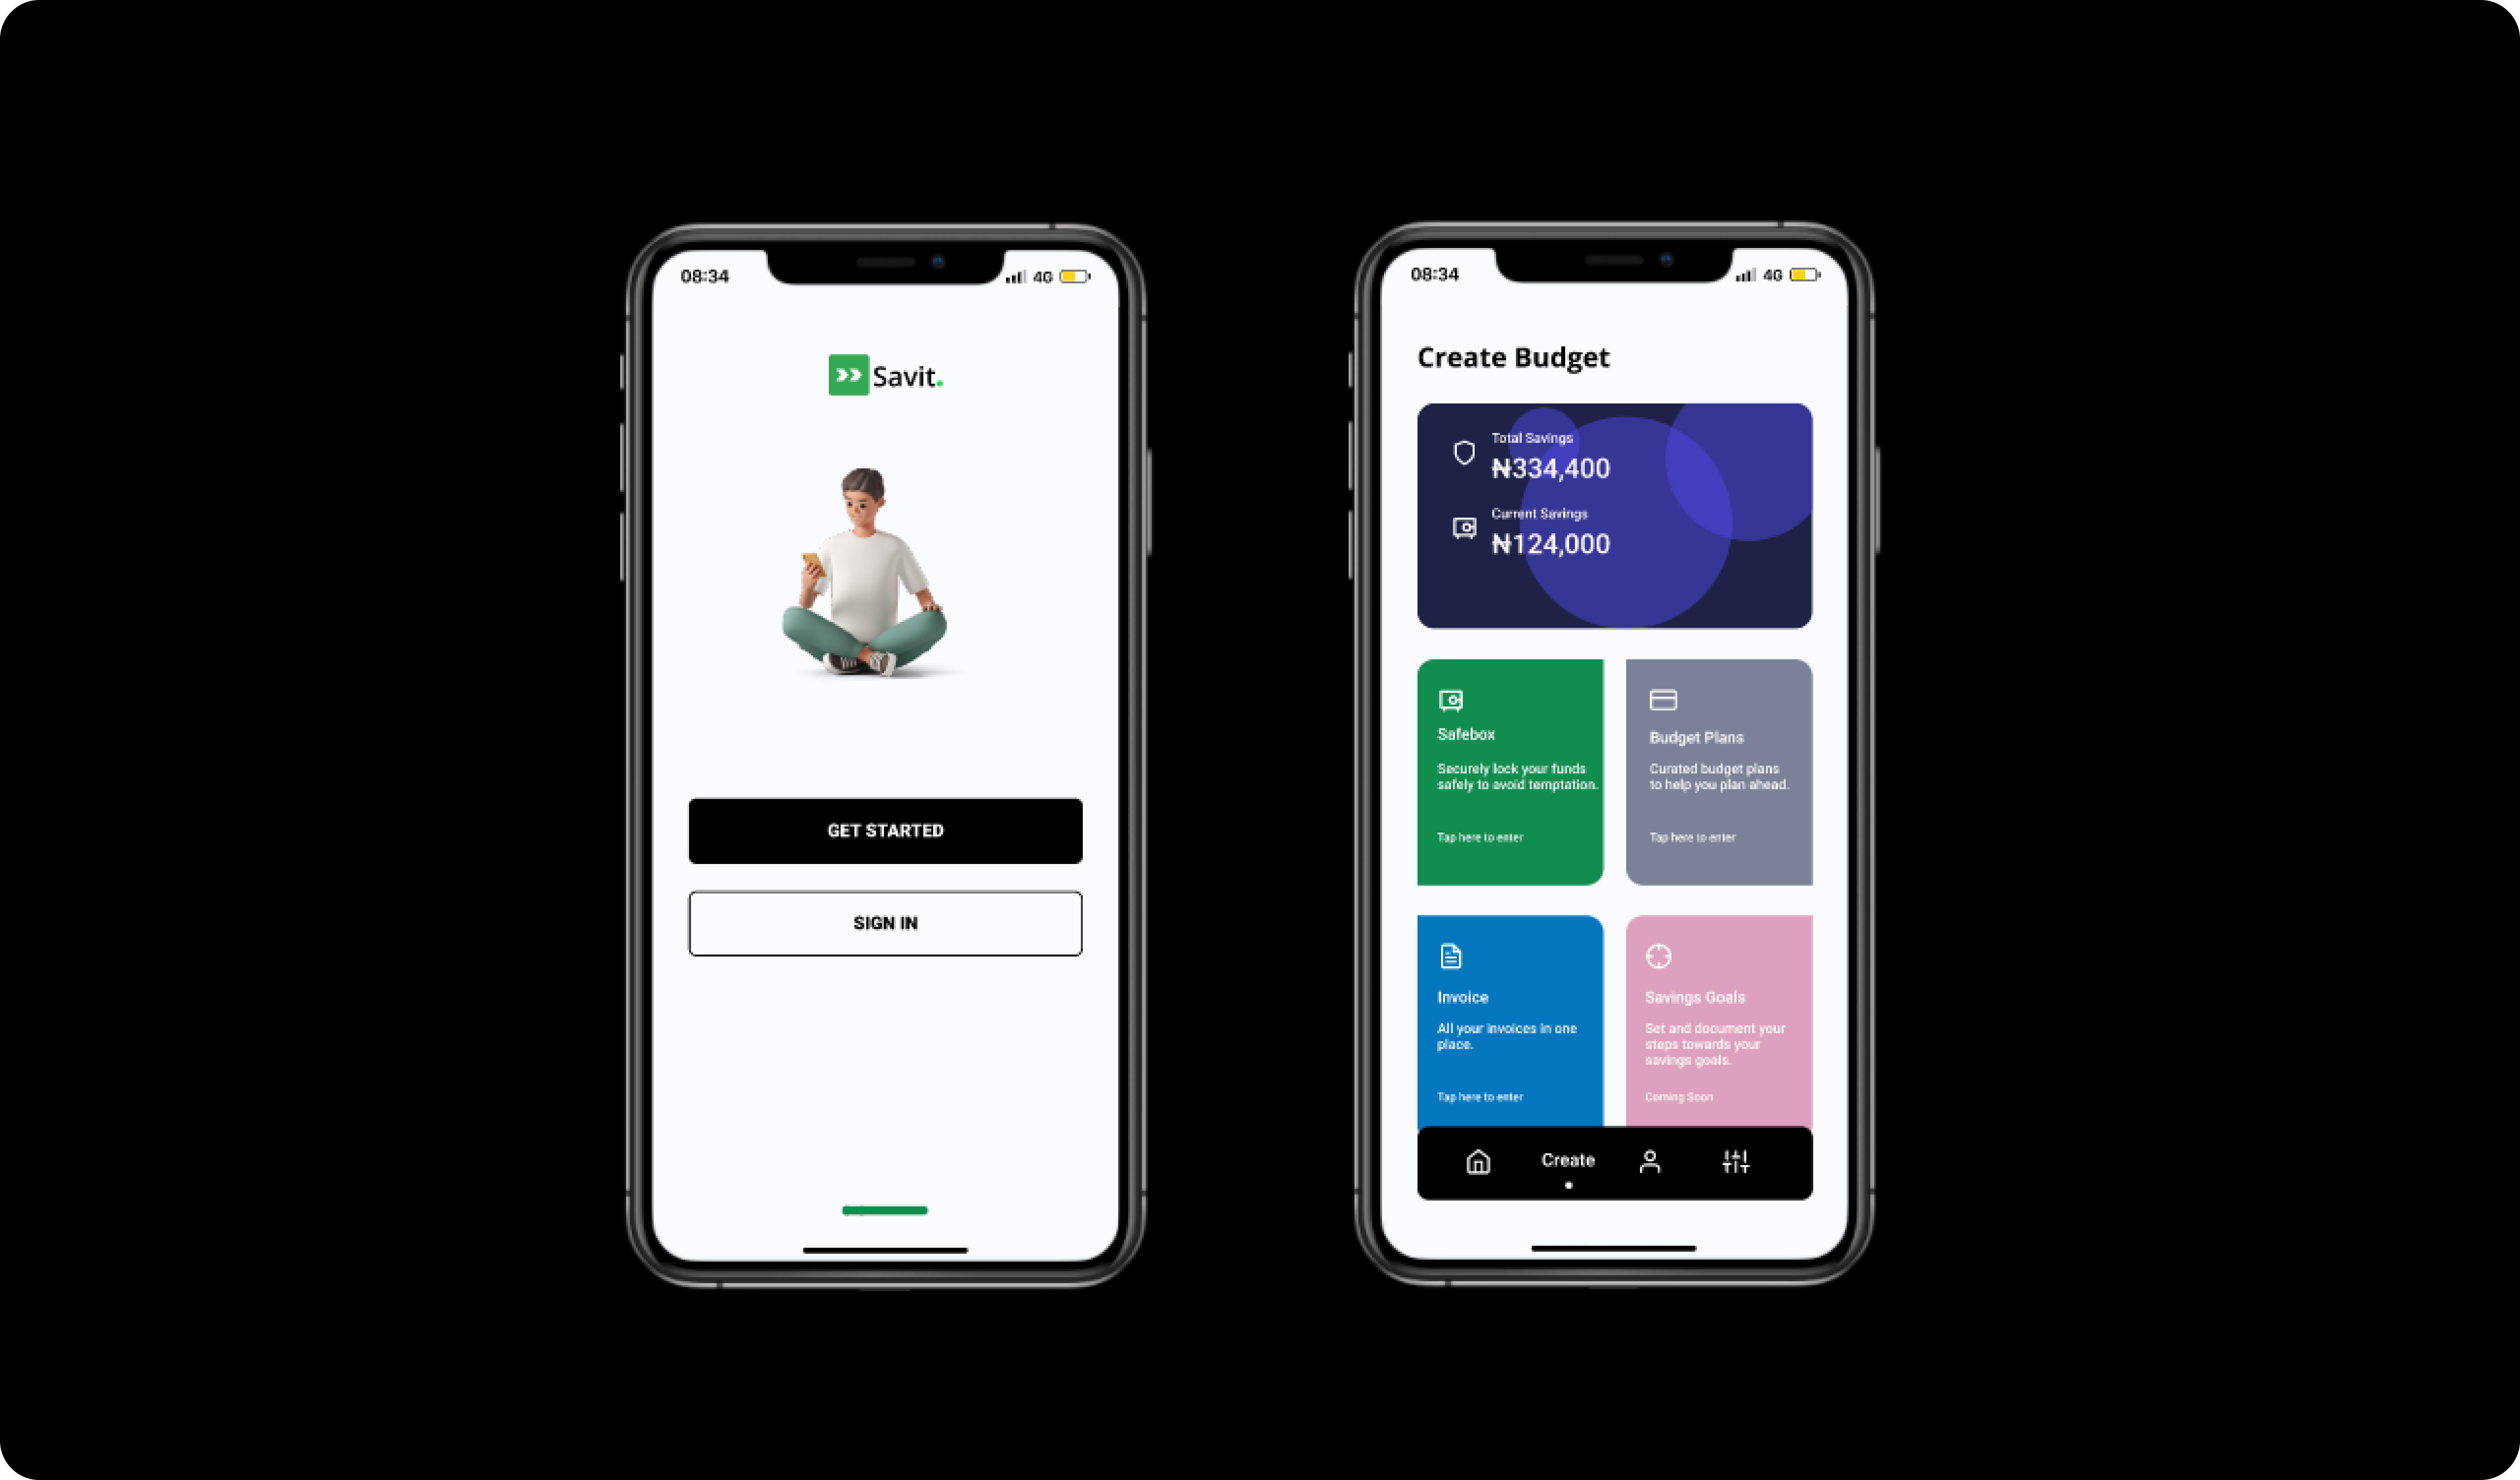 08:34
4G
Savit.
GET STARTED
SIGN IN
08:34
4G
Create Budget
Total Savings
₦334,400
Current Savings
₦124,000
Safebox
Securely lock your funds
safely to avoid temptation.
Tap here to enter
Budget Plans
Curated budget plans
to help you plan ahead.
Tap here to enter
Invoice
All your invoices in one
place.
Tap here to enter
Savings Goals
Set and document your
steps towards your
savings goals.
Coming Soon
Create